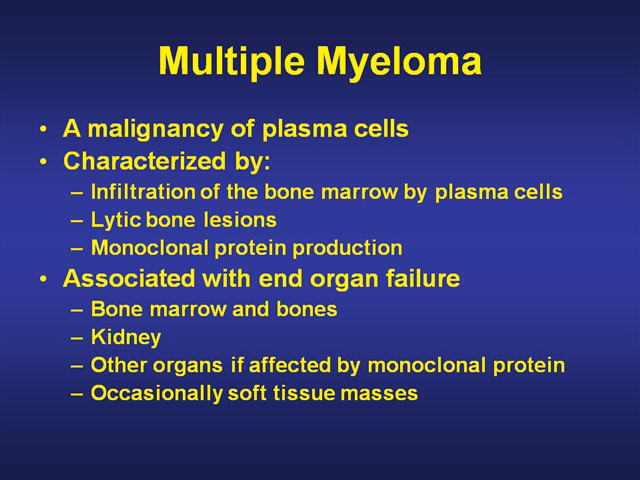 Multiple Myeloma
• A malignancy of plasma cells
• Characterized by:
– Infiltration of the bone marrow by plasma cells
– Lytic bone lesions
– Monoclonal protein production
• Associated with end organ failure
– Bone marrow and bones
– Kidney
– Other organs if affected by monoclonal protein
– Occasionally soft tissue masses